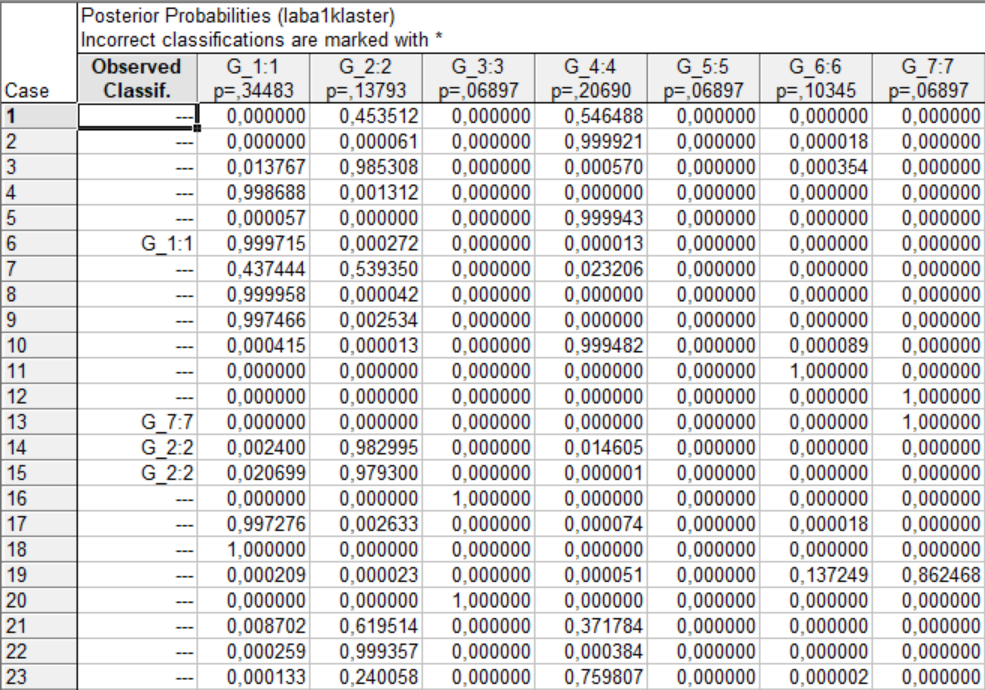 Posterior Probabilities (laba1klaster)
Incorrect classifications are marked with *
Case Observed Classif. G_1:1 p=,34483 G_2:2 p=,13793 G_3:3 p=,06897 G_4:4 p=,20690 G_5:5 p=,06897 G_6:6 p=,10345 G_7:7 p=,06897
1 --- 0,000000 0,453512 0,000000 0,546488 0,000000 0,000000 0,000000
2 --- 0,000000 0,000061 0,000000 0,999921 0,000000 0,000018 0,000000
3 --- 0,013767 0,985308 0,000000 0,000570 0,000000 0,000354 0,000000
4 --- 0,998688 0,001312 0,000000 0,000000 0,000000 0,000000 0,000000
5 --- 0,000057 0,000000 0,000000 0,999943 0,000000 0,000000 0,000000
6 G_1:1 0,999715 0,000272 0,000000 0,000013 0,000000 0,000000 0,000000
7 --- 0,437444 0,539350 0,000000 0,023206 0,000000 0,000000 0,000000
8 --- 0,999958 0,000042 0,000000 0,000000 0,000000 0,000000 0,000000
9 --- 0,997466 0,002534 0,000000 0,000000 0,000000 0,000000 0,000000
10 --- 0,000415 0,000013 0,000000 0,999482 0,000000 0,000089 0,000000
11 --- 0,000000 0,000000 0,000000 0,000000 0,000000 1,000000 0,000000
12 --- 0,000000 0,000000 0,000000 0,000000 0,000000 0,000000 1,000000
13 G_7:7 0,000000 0,000000 0,000000 0,000000 0,000000 0,000000 1,000000
14 G_2:2 0,002400 0,982995 0,000000 0,014605 0,000000 0,000000 0,000000
15 G_2:2 0,020699 0,979300 0,000000 0,000001 0,000000 0,000000 0,000000
16 --- 0,000000 0,000000 1,000000 0,000000 0,000000 0,000000 0,000000
17 --- 0,997276 0,002633 0,000000 0,000074 0,000000 0,000018 0,000000
18 --- 1,000000 0,000000 0,000000 0,000000 0,000000 0,000000 0,000000
19 --- 0,000209 0,000023 0,000000 0,000051 0,000000 0,137249 0,862468
20 --- 0,000000 0,000000 1,000000 0,000000 0,000000 0,000000 0,000000
21 --- 0,008702 0,619514 0,000000 0,371784 0,000000 0,000000 0,000000
22 --- 0,000259 0,999357 0,000000 0,000384 0,000000 0,000000 0,000000
23 --- 0,000133 0,240058 0,000000 0,759807 0,000000 0,000002 0,000000